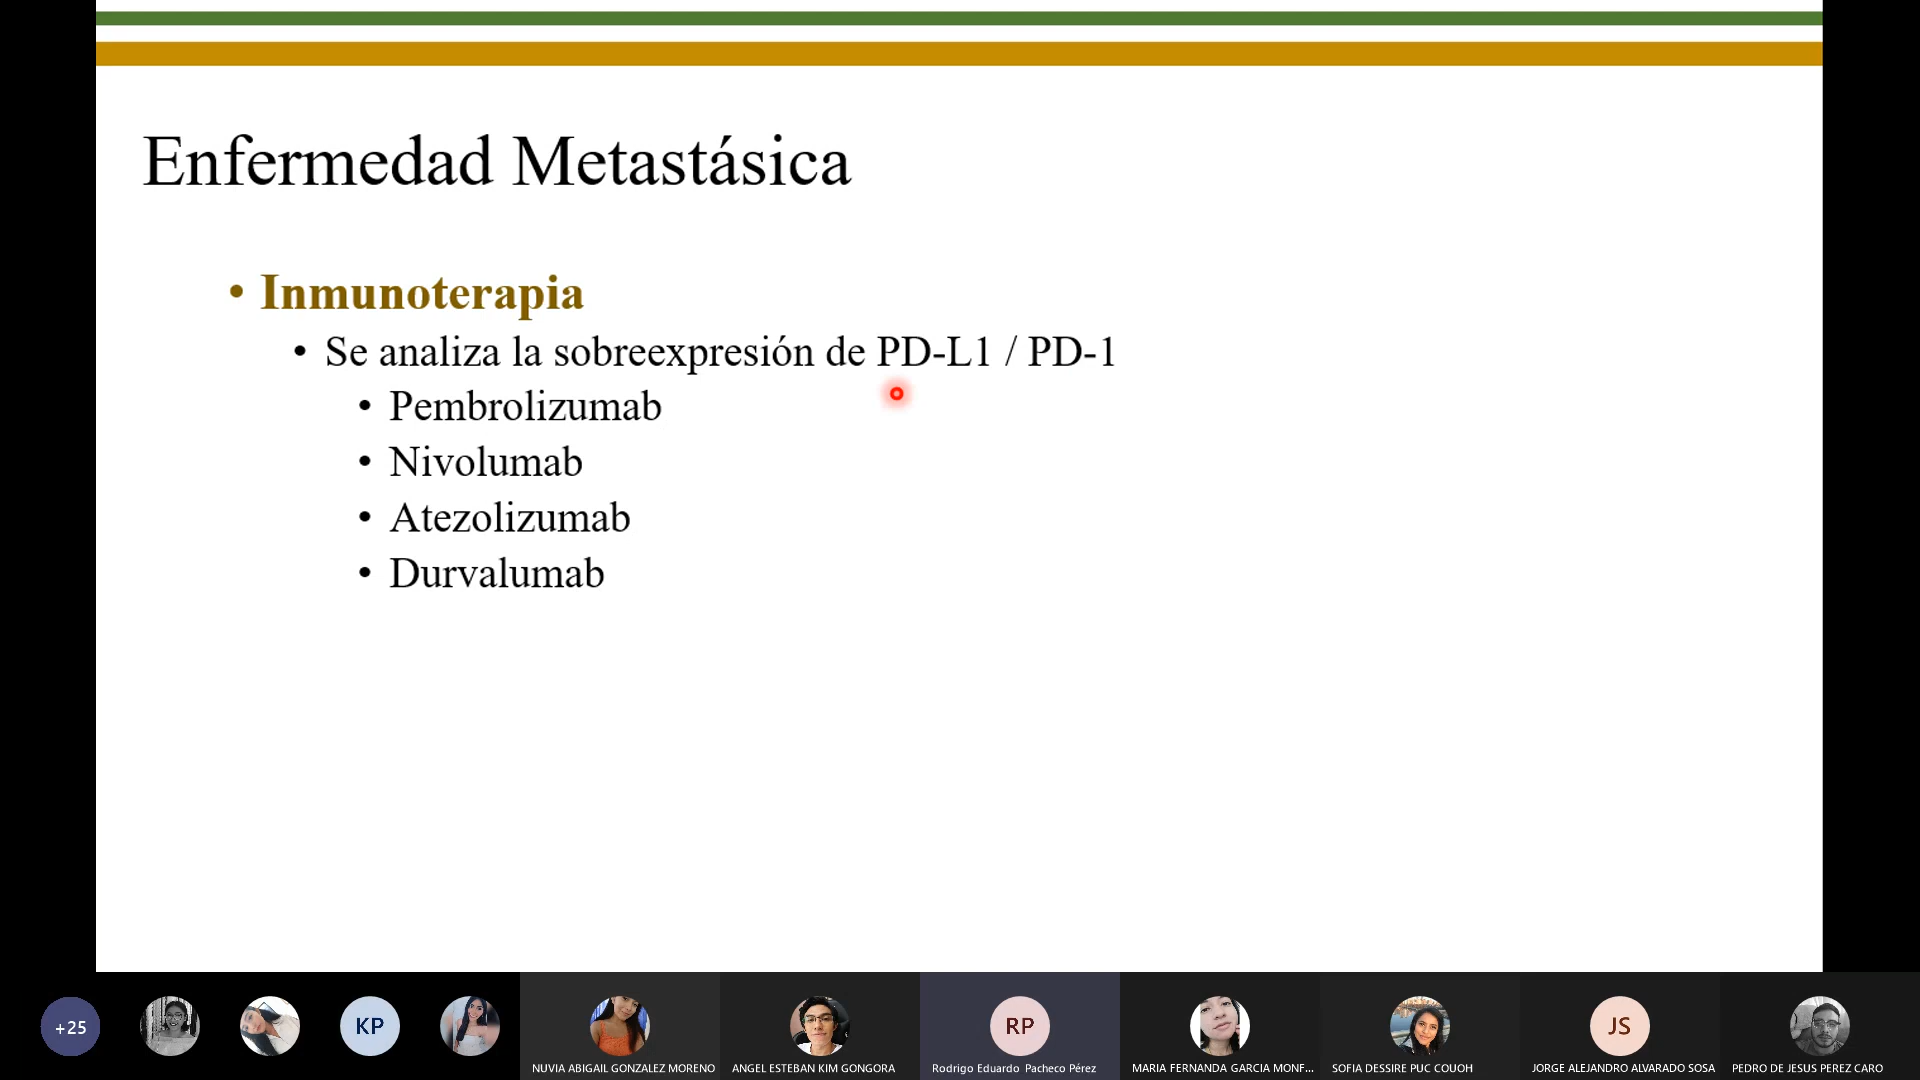 Enfermedad Metastásica
• Inmunoterapia
• Se analiza la sobreexpresión de PD-L1 / PD-1
• Pembrolizumab
• Nivolumab
• Atezolizumab
• Durvalumab
+25
KP
RP
JS
NUVIA ABIGAIL GONZALEZ MORENO
ANGEL ESTEBAN KIM GONGORA
Rodrigo Eduardo Pacheco Pérez
MARIA FERNANDA GARCIA MONF...
SOFIA DESSIRE PUC COUOH
JORGE ALEJANDRO ALVARADO SOSA
PEDRO DE JESUS PEREZ CARO